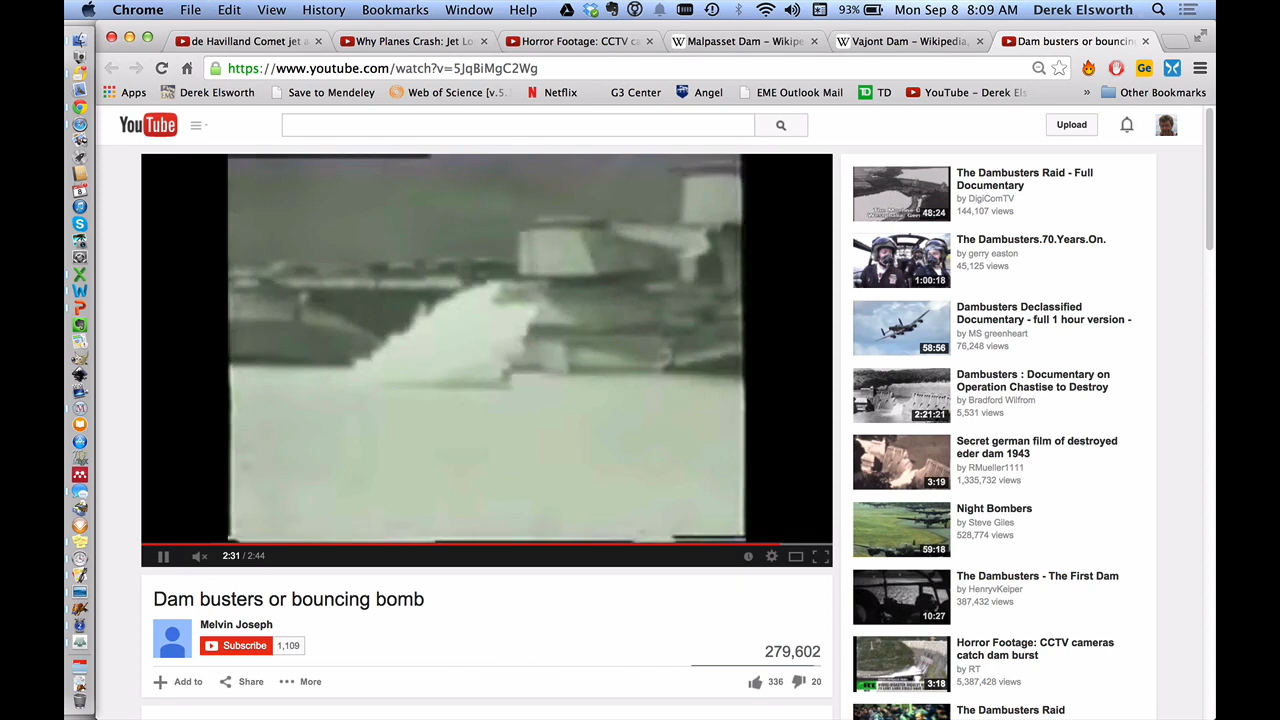 Chrome File Edit View History Bookmarks Window Help 93% Mon Sep 8 8:09 AM Derek Elsworth
de Havilland Comet jet a Why Planes Crash: Jet Lo Horror Footage: CCTV ca Malpasset Dam - Wikipe Vajont Dam - Wikipedia, Dam busters or bouncin
https://www.youtube.com/watch?v=5JgBiMgC2Wg
Apps Derek Elsworth Save to Mendeley Web of Science [v.5. Netflix G3 Center Angel EME Outlook Mail TD YouTube - Derek Els » Other Bookmarks
YouTube Upload
The Dambusters Raid - Full
Documentary
by DigiComTV
144,107 views
48:24
The Dambusters.70.Years.On.
by gerry easton
45,125 views
1:00:18
Dambusters Declassified
Documentary - full 1 hour version -
by MS greenheart
76,248 views
58:56
Dambusters : Documentary on
Operation Chastise to Destroy
by Bradford Wilfrom
5,531 views
2:21:21
Secret german film of destroyed
eder dam 1943
by RMueller1111
1,335,732 views
3:19
Night Bombers
by Steve Giles
528,774 views
59:18
2:31 / 2:44
The Dambusters - The First Dam
by HenryvKeiper
387,432 views
10:27
Dam busters or bouncing bomb
Melvin Joseph
Subscribe 1,109
279,602
Add to Share More 336 20
Horror Footage: CCTV cameras
catch dam burst
by RT
5,387,428 views
3:18
The Dambusters Raid